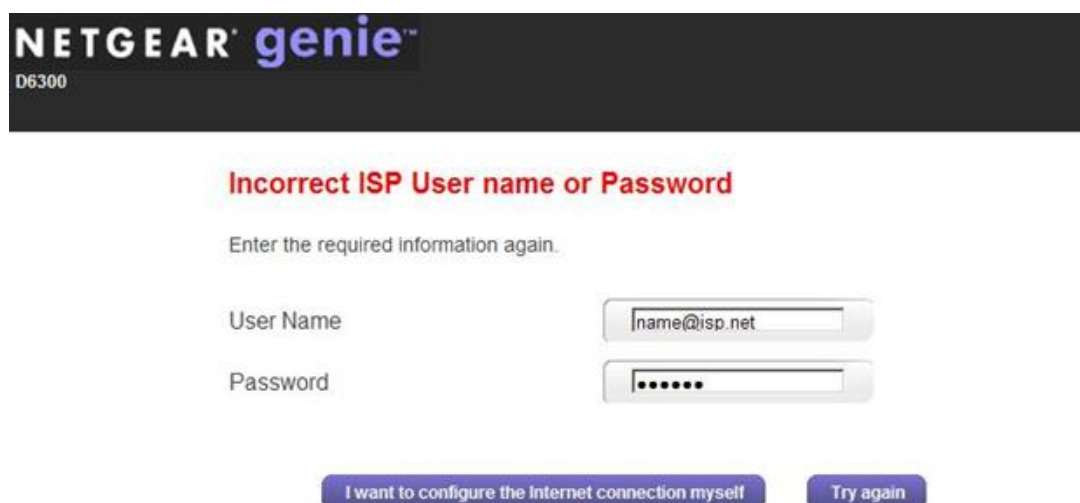 NETGEAR® genie™
D6300
Incorrect ISP User name or Password
Enter the required information again.
User Name
name@isp.net
Password
••••••
I want to configure the Internet connection myself
Try again